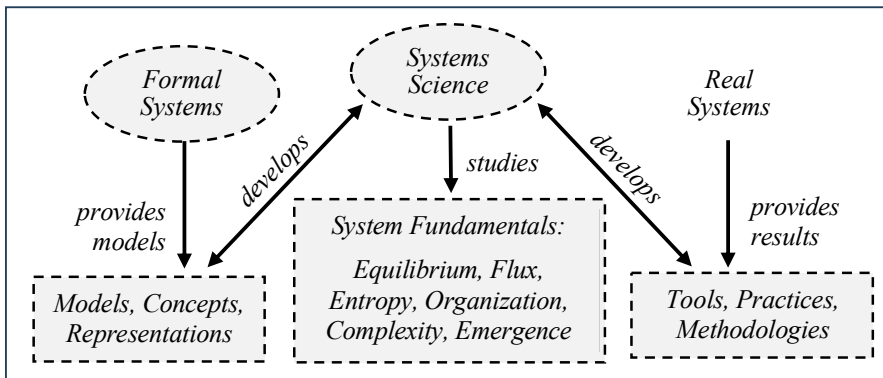 Formal
Systems
Systems
Science
Real
Systems
develops
studies
develops
provides
models
provides
results
Models, Concepts,
Representations
System Fundamentals:
Equilibrium, Flux,
Entropy, Organization,
Complexity, Emergence
Tools, Practices,
Methodologies